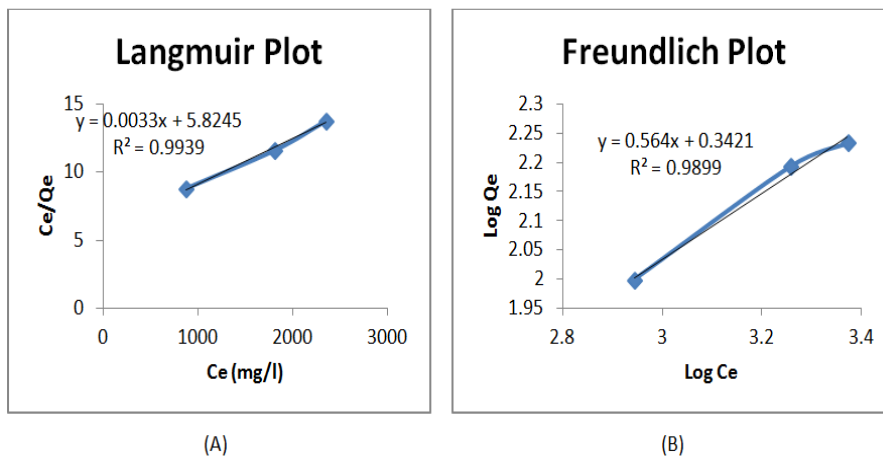 Langmuir Plot
y = 0.0033x + 5.8245
R² = 0.9939
15
10
5
0
Ce/Qe
0 1000 2000 3000
Ce (mg/l)
(A)
Freundlich Plot
y = 0.564x + 0.3421
R² = 0.9899
2.3
2.25
2.2
2.15
2.1
2.05
2
1.95
Log Qe
2.8 3 3.2 3.4
Log Ce
(B)